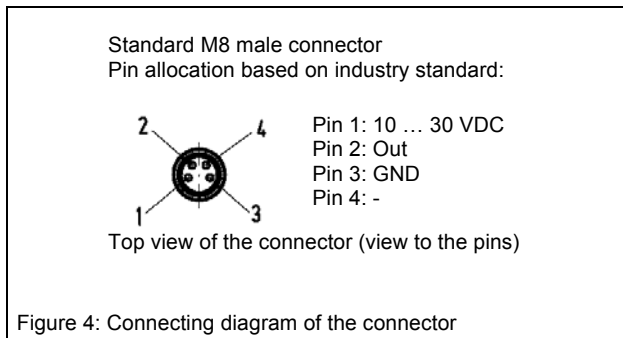 Standard M8 male connector
Pin allocation based on industry standard:
2
4
1
3
Pin 1: 10 … 30 VDC
Pin 2: Out
Pin 3: GND
Pin 4: -
Top view of the connector (view to the pins)
Figure 4: Connecting diagram of the connector